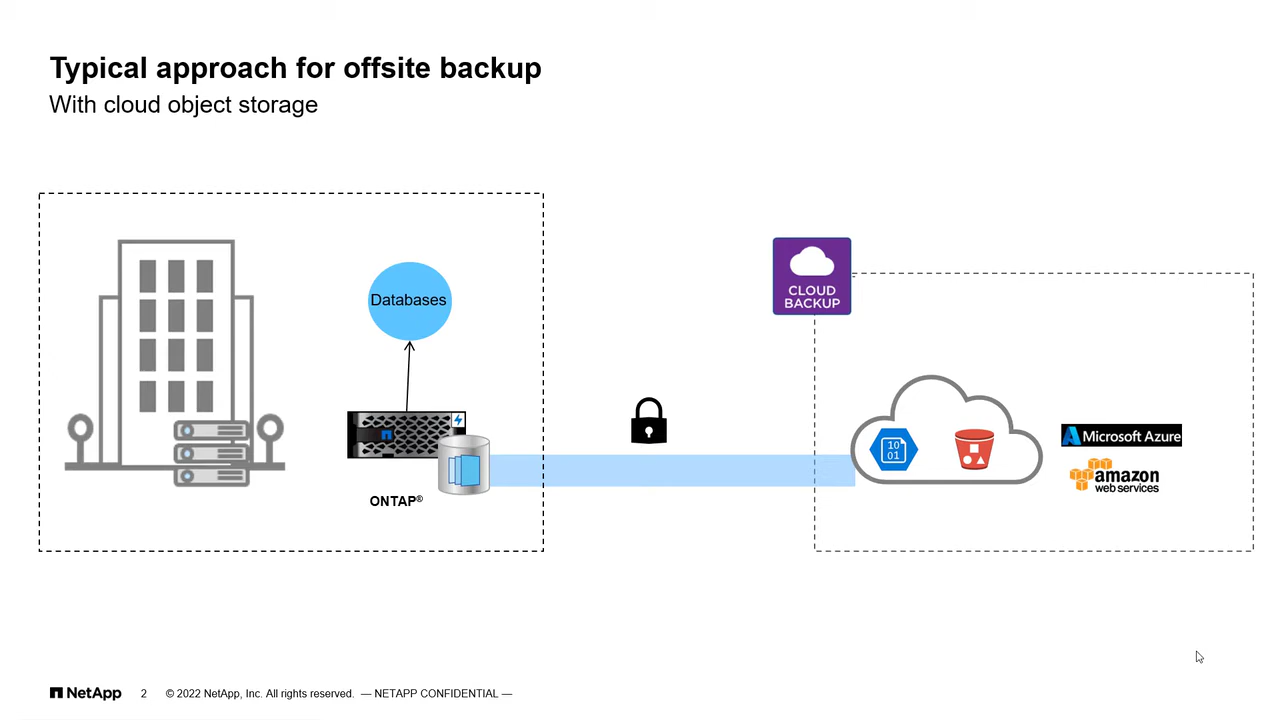 Typical approach for offsite backup
With cloud object storage
Databases
CLOUD
BACKUP
10
01
Microsoft Azure
amazon
web services
ONTAP®
NetApp 2 © 2022 NetApp, Inc. All rights reserved. — NETAPP CONFIDENTIAL —